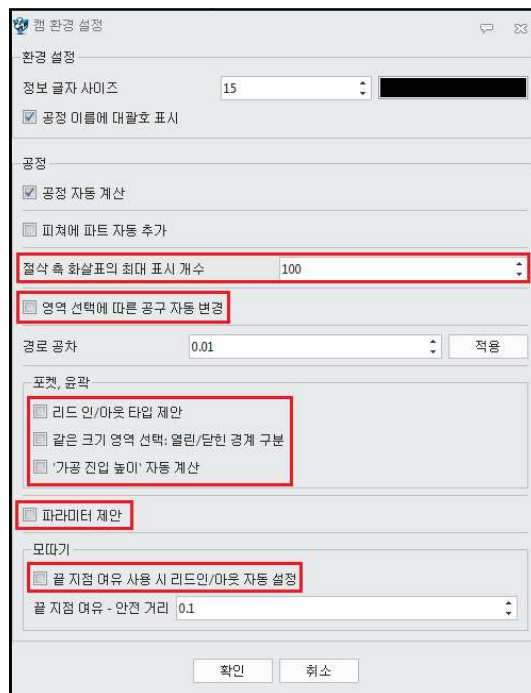 캠 환경 설정
환경 설정
정보 글자 사이즈 15
공정 이름에 대괄호 표시
공정
공정 자동 계산
피쳐에 파트 자동 추가
절삭 측 화살표의 최대 표시 개수 100
영역 선택에 따른 공구 자동 변경
경로 공차 0.01 적용
포켓, 윤곽
리드 인/아웃 타입 제안
같은 크기 영역 선택: 열린/닫힌 경계 구분
'가공 진입 높이' 자동 계산
파라미터 제안
모따기
끝 지점 여유 사용 시 리드인/아웃 자동 설정
끝 지점 여유 - 안전 거리 0.1
확인 취소